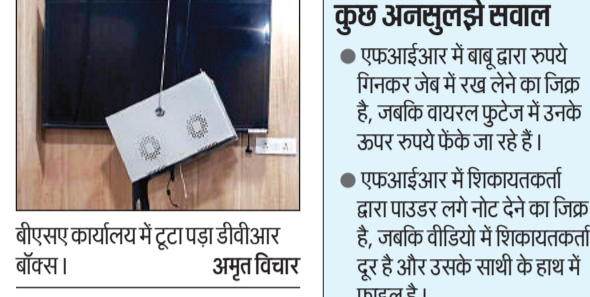 बीएसए कार्यालय में टूटा पड़ा डीवीआर
बॉक्स। अमृत विचार
कुछ अनसुलझे सवाल
● एफआईआर में बाबू द्वारा रुपये
गिनकर जेब में रख लेने का जिक्र
है, जबकि वायरल फुटेज में उनके
ऊपर रुपये फेंके जा रहे हैं।
● एफआईआर में शिकायतकर्ता
द्वारा पाउडर लगे नोट देने का जिक्र
है, जबकि वीडियो में शिकायतकर्ता
दूर है और उसके साथी के हाथ में
फाइल है।